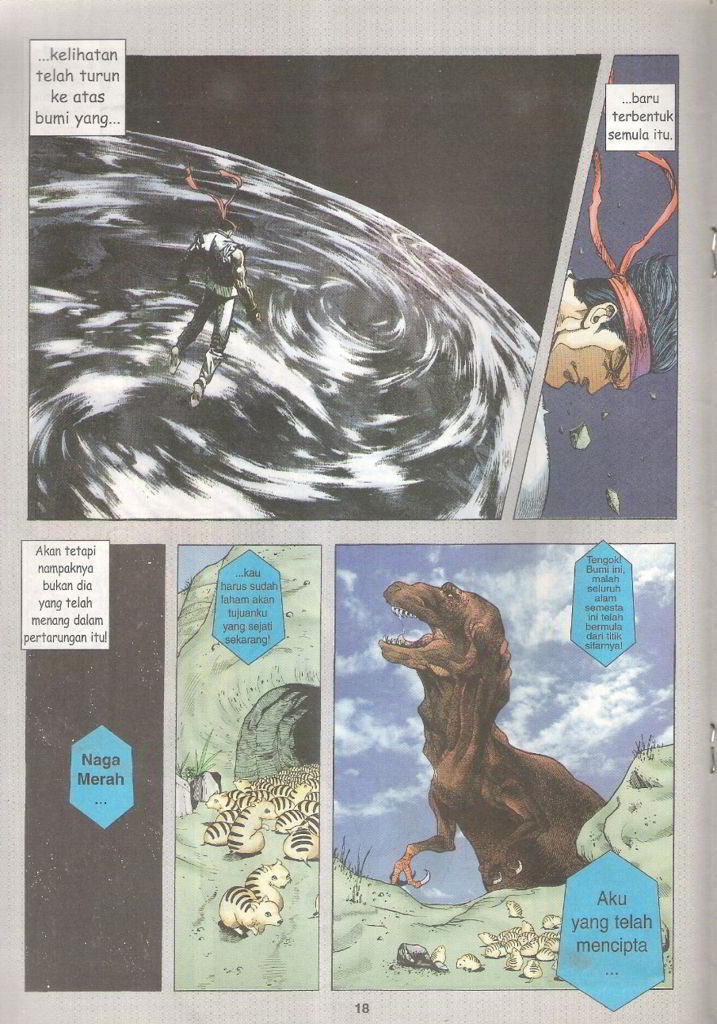 ...kelihatan
telah turun
ke atas
bumi yang...
...baru
terbentuk
semula itu.
Akan tetapi
nampaknya
bukan dia
yang telah
menang dalam
pertarungan itu!
Naga
Merah
...
...kau
harus sudah
faham akan
tujuanku
yang sejati
sekarang!
Tengok!
Bumi ini,
malah
seluruh
alam
semesta
ini telah
bermula
dari titik
sifarnya!
Aku
yang telah
mencipta
...
18